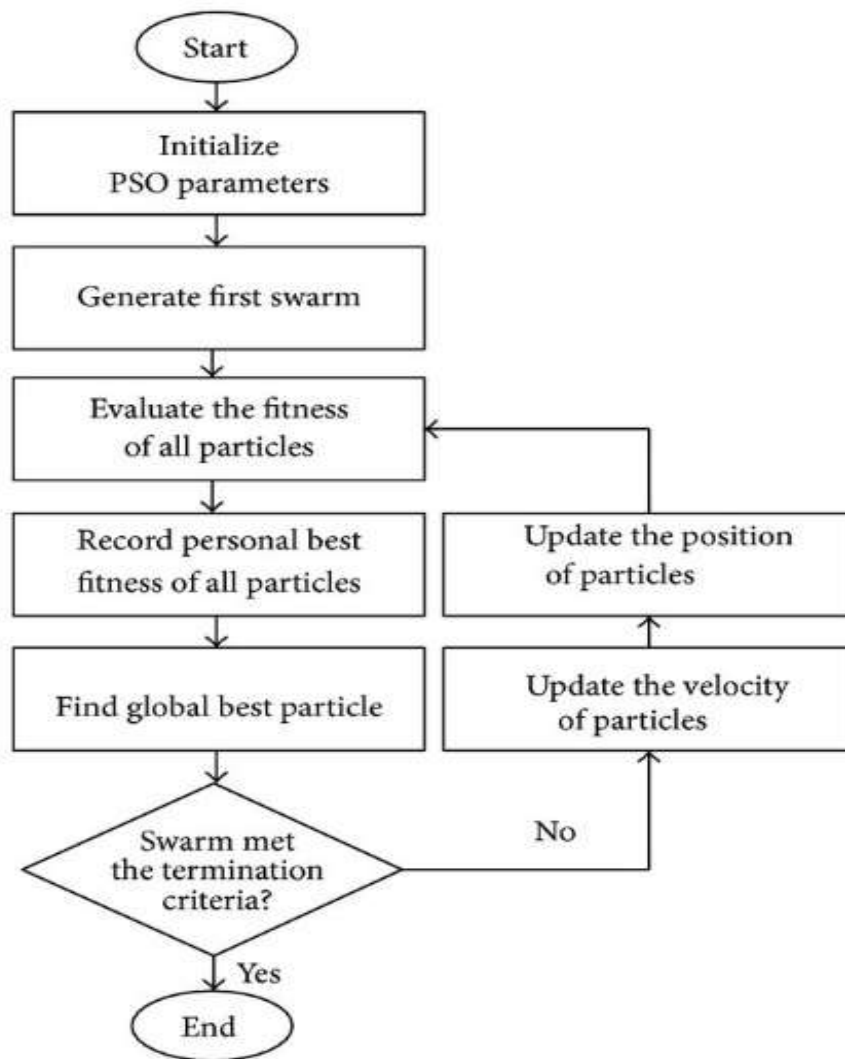 Start
Initialize
PSO parameters
Generate first swarm
Evaluate the fitness
of all particles
Record personal best
fitness of all particles
Find global best particle
Swarm met
the termination
criteria?
Yes
End
No
Update the velocity
of particles
Update the position
of particles